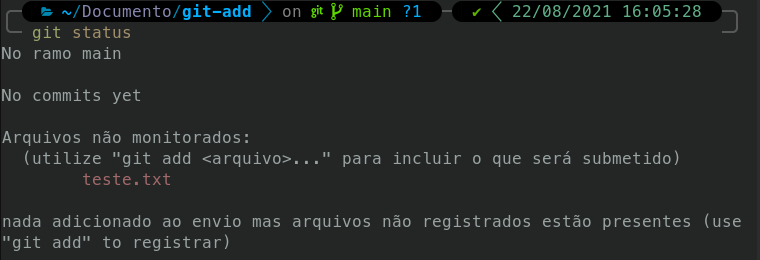 ~/Documento/git-add on git main ?1 ✔ 22/08/2021 16:05:28
git status
No ramo main
No commits yet
Arquivos não monitorados:
(utilize "git add <arquivo>..." para incluir o que será submetido)
teste.txt
nada adicionado ao envio mas arquivos não registrados estão presentes (use
"git add" to registrar)